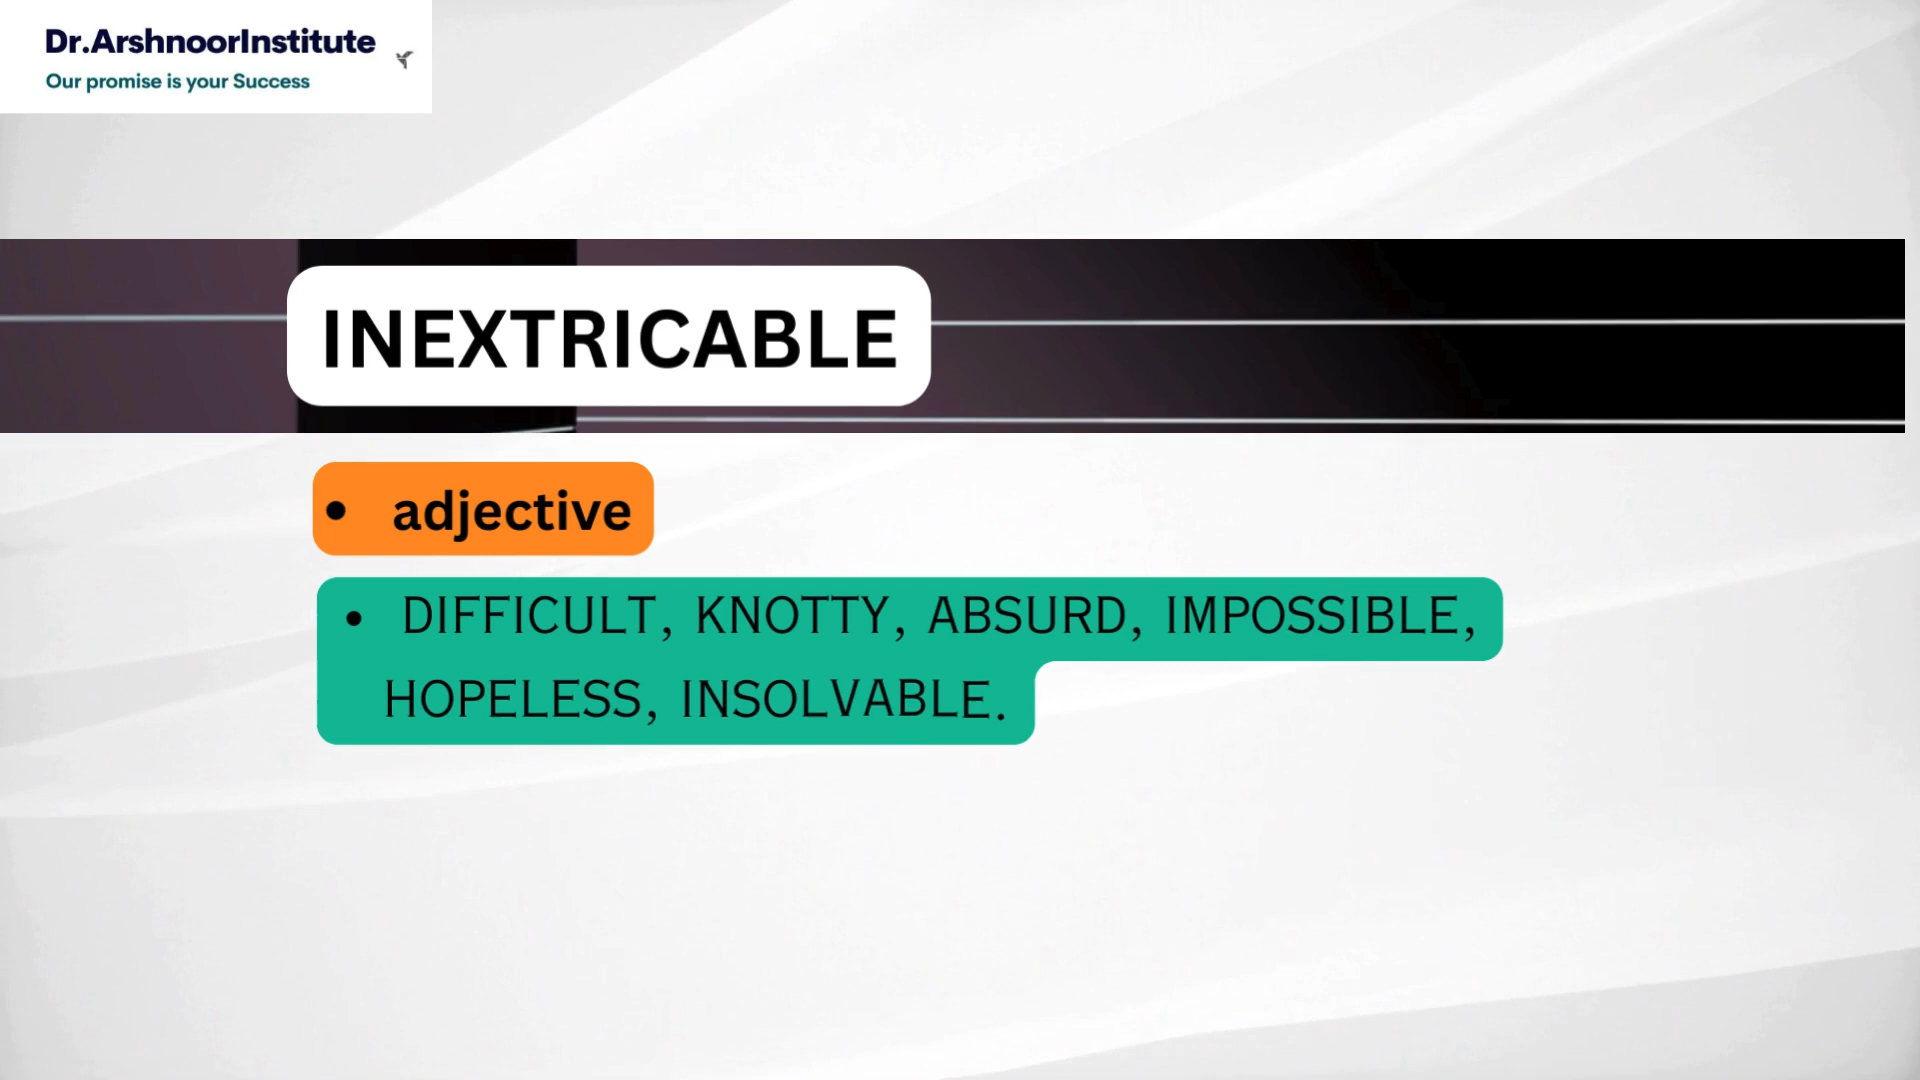 Dr.ArshnoorInstitute
Our promise is your Success
INEXTRICABLE
• adjective
• DIFFICULT, KNOTTY, ABSURD, IMPOSSIBLE,
HOPELESS, INSOLVABLE.